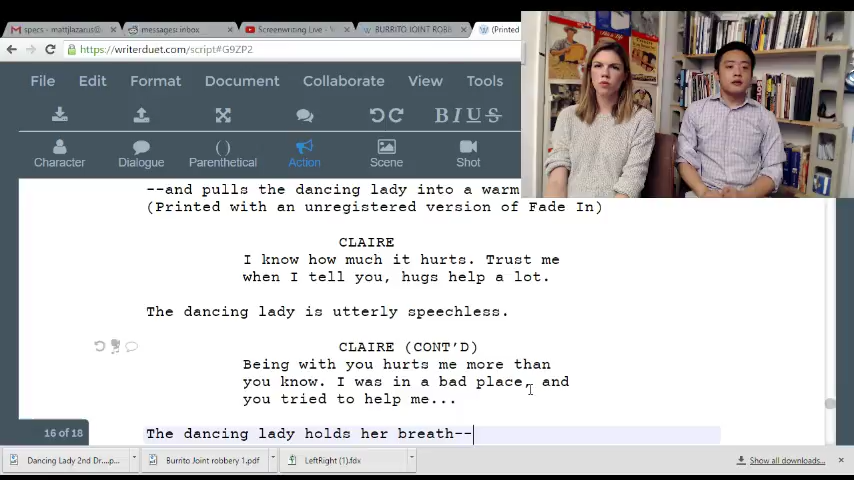 specs - mattjlazarus@
messages: inbox
Screenwriting Live -
BURRITO JOINT ROB
(Printed
https://writerduet.com/script#G9ZP2
File Edit Format Document Collaborate View Tools
B I U S
Character Dialogue Parenthetical Action Scene Shot
--and pulls the dancing lady into a warm
(Printed with an unregistered version of Fade In)
CLAIRE
I know how much it hurts. Trust me
when I tell you, hugs help a lot.
The dancing lady is utterly speechless.
CLAIRE (CONT'D)
Being with you hurts me more than
you know. I was in a bad place, and
you tried to help me...
The dancing lady holds her breath--
16 of 18
Dancing Lady 2nd Dr....p...
Burrito Joint robbery 1.pdf
LeftRight (1).fdx
Show all downloads...